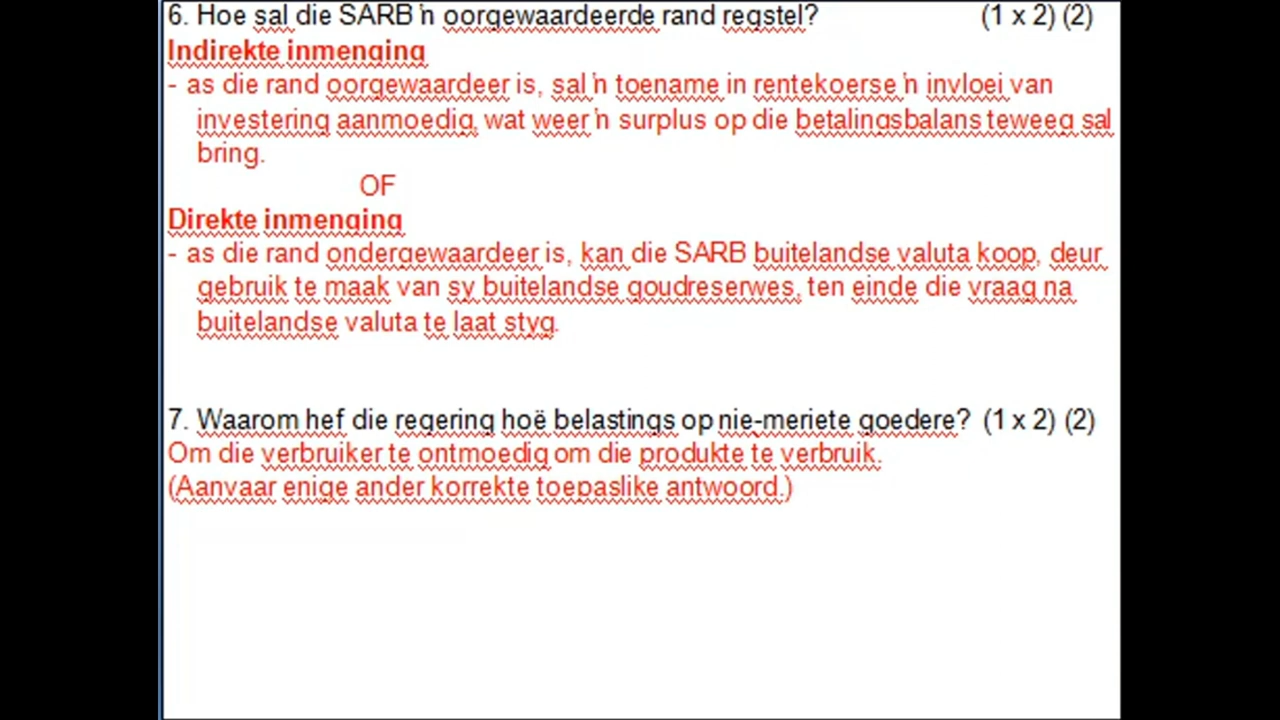 6. Hoe sal die SARB 'n oorgewaardeerde rand regstel? (1 x 2) (2)
Indirekte inmenging
- as die rand oorgewaardeer is, sal 'n toename in rentekoerse 'n invloei van
investering aanmoedig, wat weer 'n surplus op die betalingsbalans teweeg sal
bring.
OF
Direkte inmenging
- as die rand ondergewaardeer is, kan die SARB buitelandse valuta koop, deur
gebruik te maak van sy buitelandse goudreserwes, ten einde die vraag na
buitelandse valuta te laat styg.
7. Waarom hef die regering hoë belastings op nie-meriete goedere? (1 x 2) (2)
Om die verbruiker te ontmoedig om die produkte te verbruik.
(Aanvaar enige ander korrekte toepaslike antwoord.)